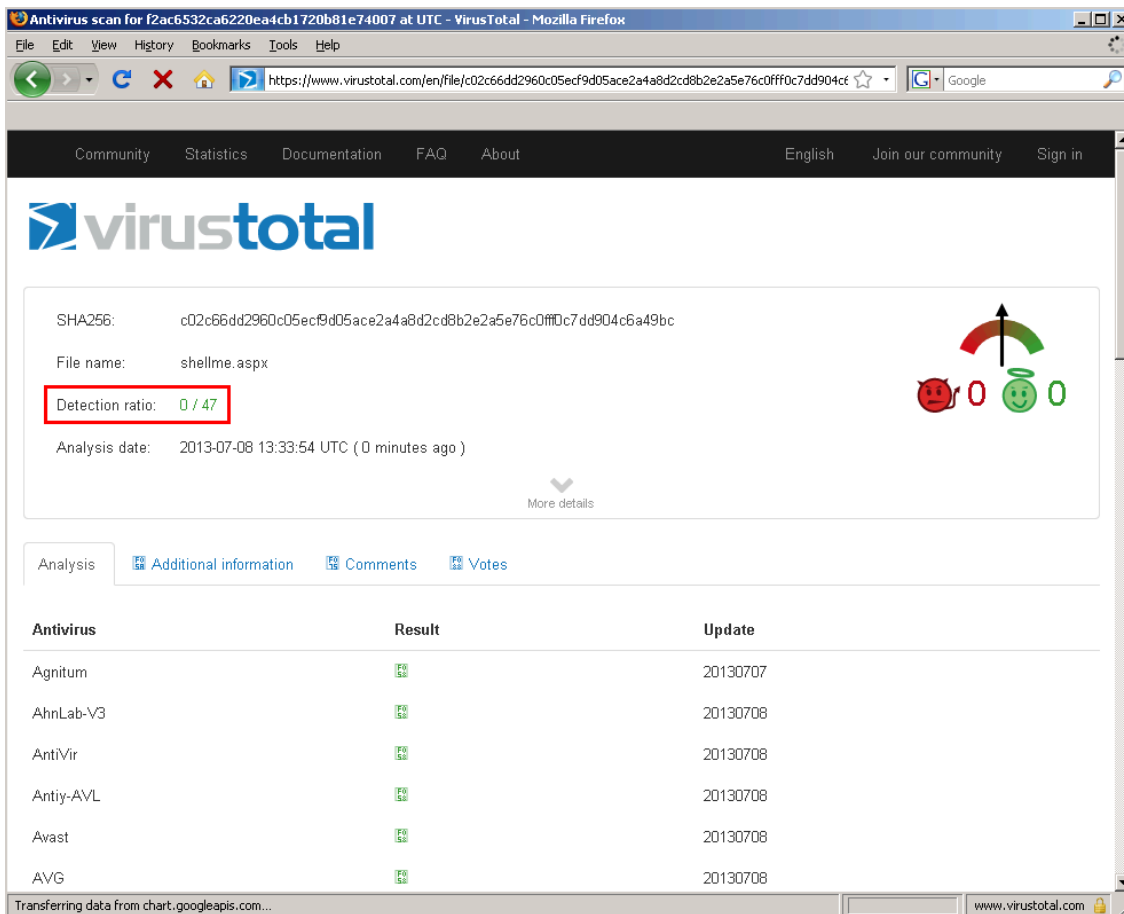 Antivirus scan for f2ac6532ca6220ea4cb1720b81e74007 at UTC - VirusTotal - Mozilla Firefox
File Edit View History Bookmarks Tools Help
https://www.virustotal.com/en/file/c02c66dd2960c05ecf9d05ace2a4a8d2cd8b2e2a5e76c0fff0c7dd904c6 Google
Community Statistics Documentation FAQ About English Join our community Sign in
virustotal
SHA256: c02c66dd2960c05ecf9d05ace2a4a8d2cd8b2e2a5e76c0fff0c7dd904c6a49bc
File name: shellme.aspx
Detection ratio: 0 / 47
0 0
Analysis date: 2013-07-08 13:33:54 UTC ( 0 minutes ago )
More details
Analysis Additional information Comments Votes
Antivirus Result Update
Agnitum 20130707
AhnLab-V3 20130708
AntiVir 20130708
Antiy-AVL 20130708
Avast 20130708
AVG 20130708
Transferring data from chart.googleapis.com... www.virustotal.com